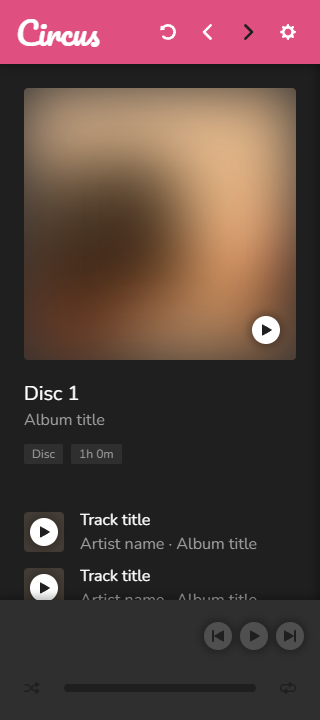 Circus
Disc 1
Album title
Disc 1h 0m
Track title
Artist name · Album title
Track title
Artist name · Album title